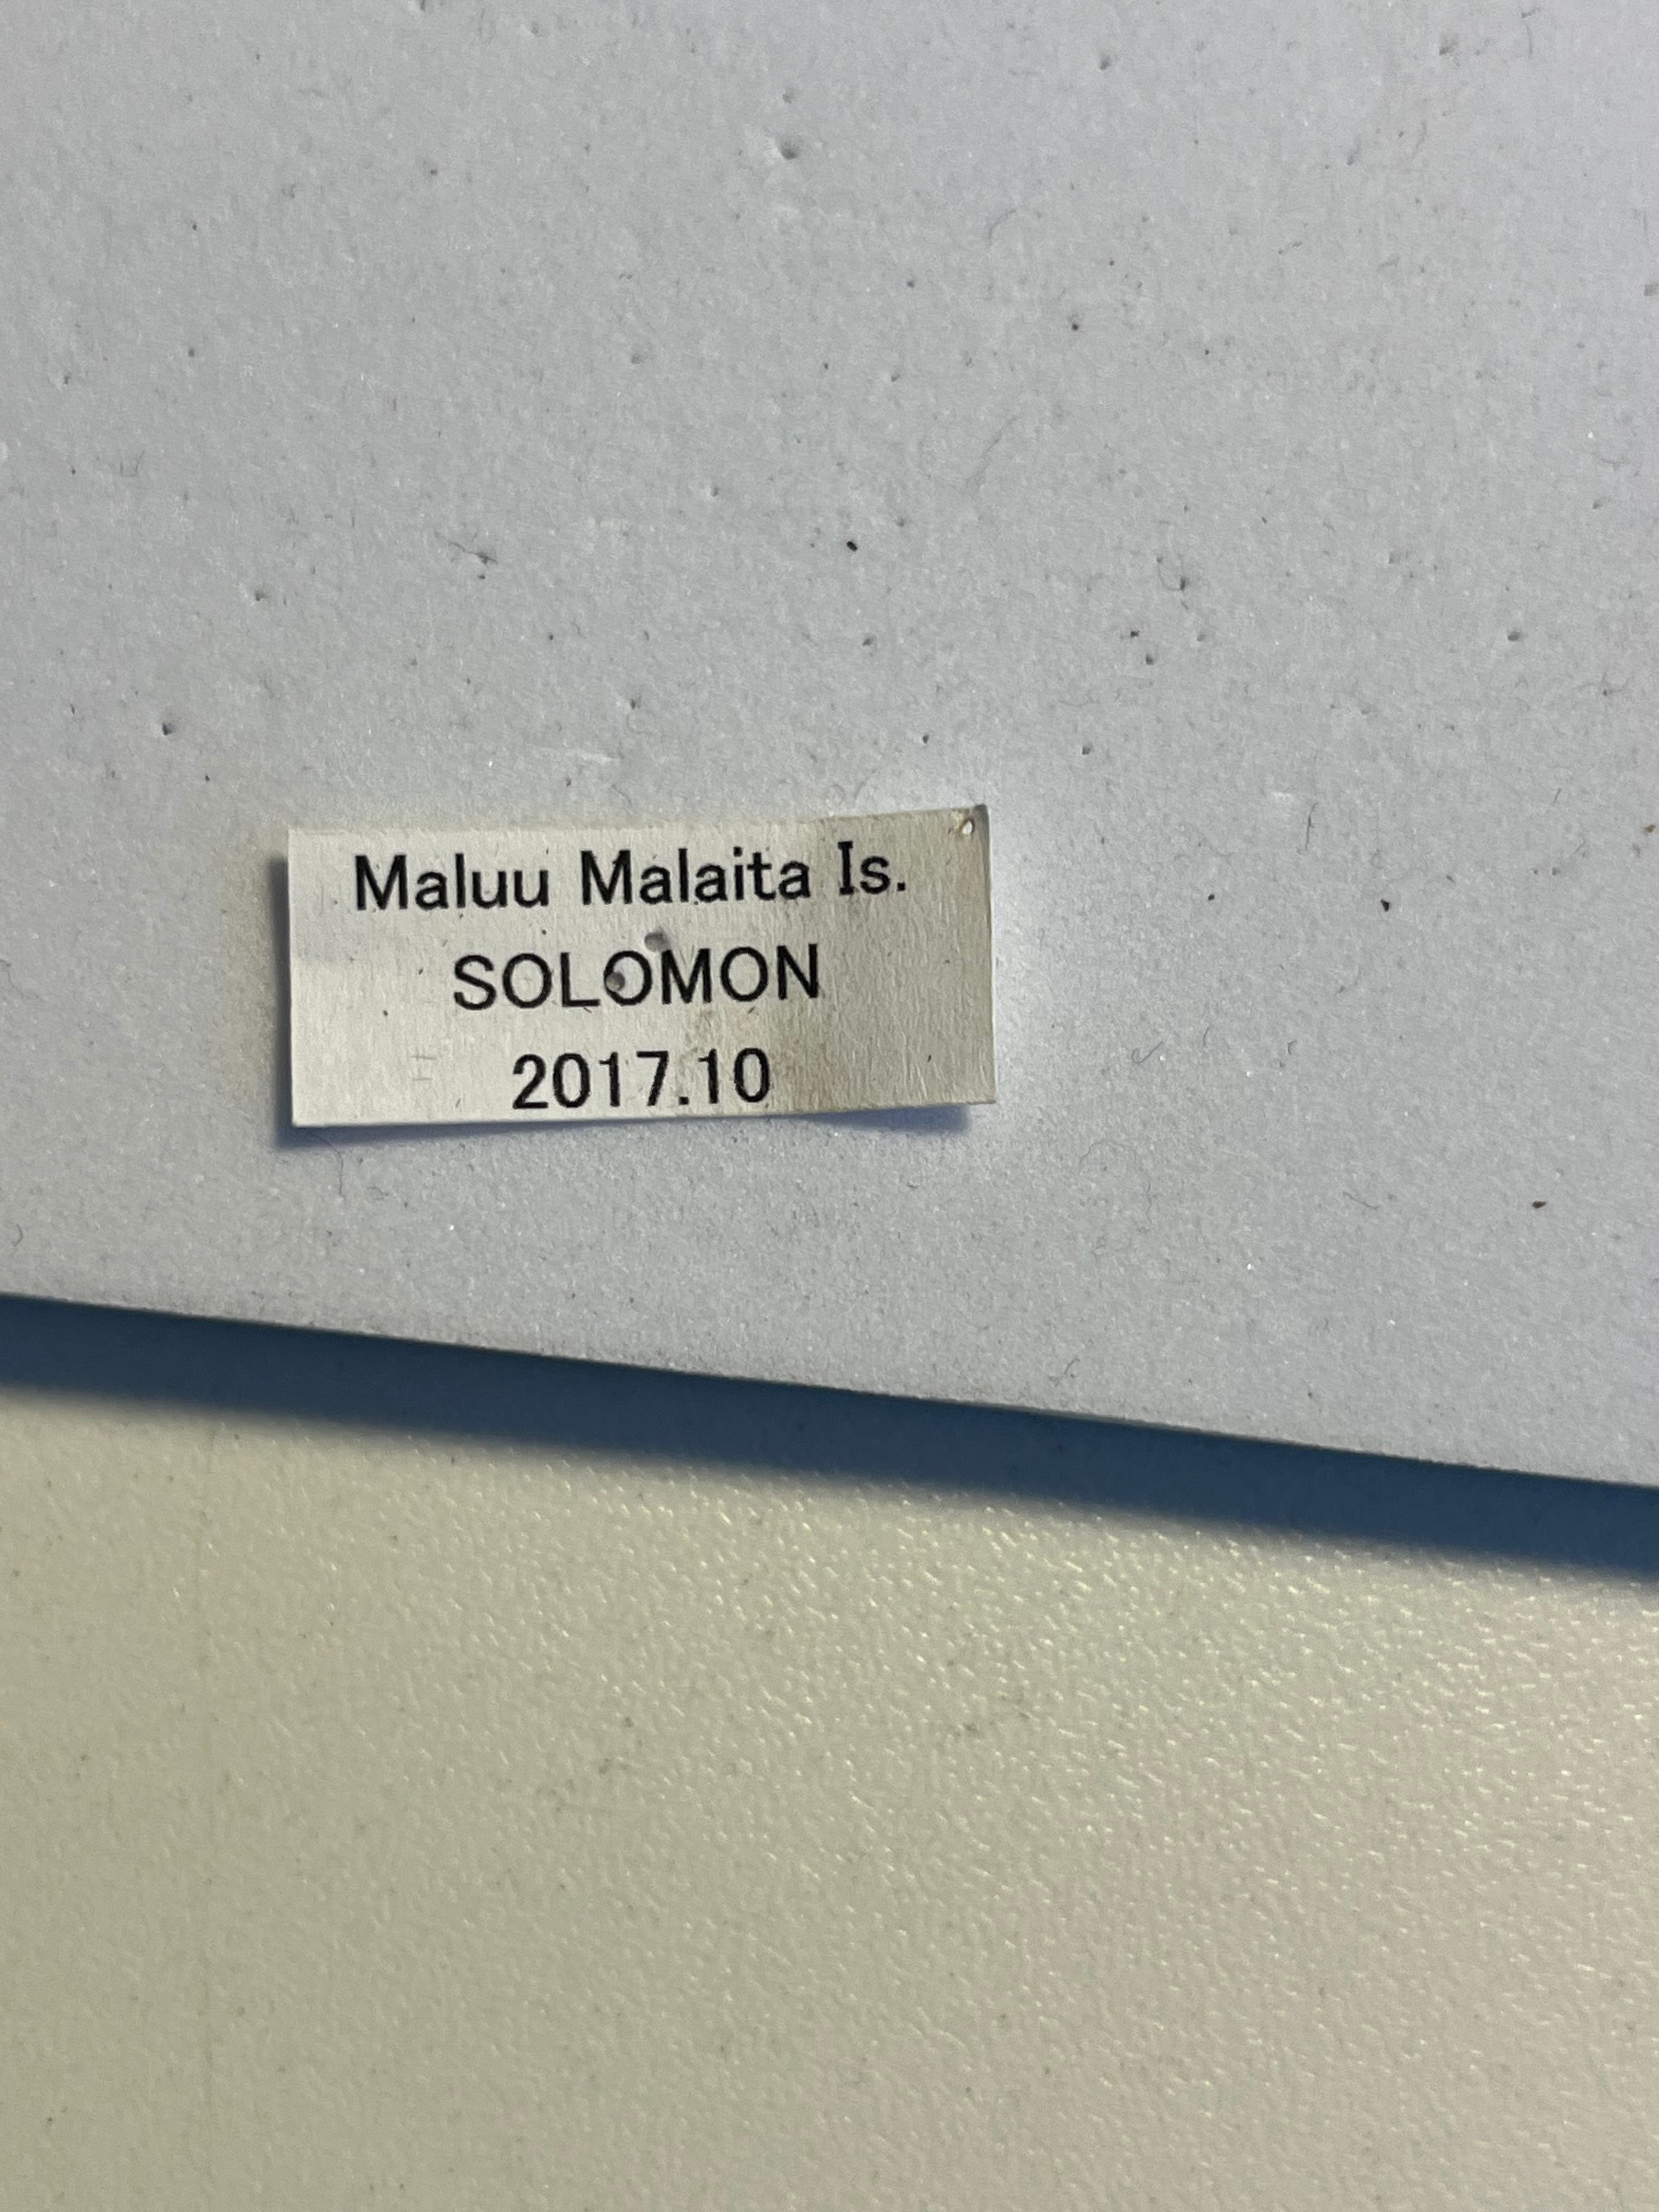 Maluu Malaita Is.
SOLOMON
2017.10